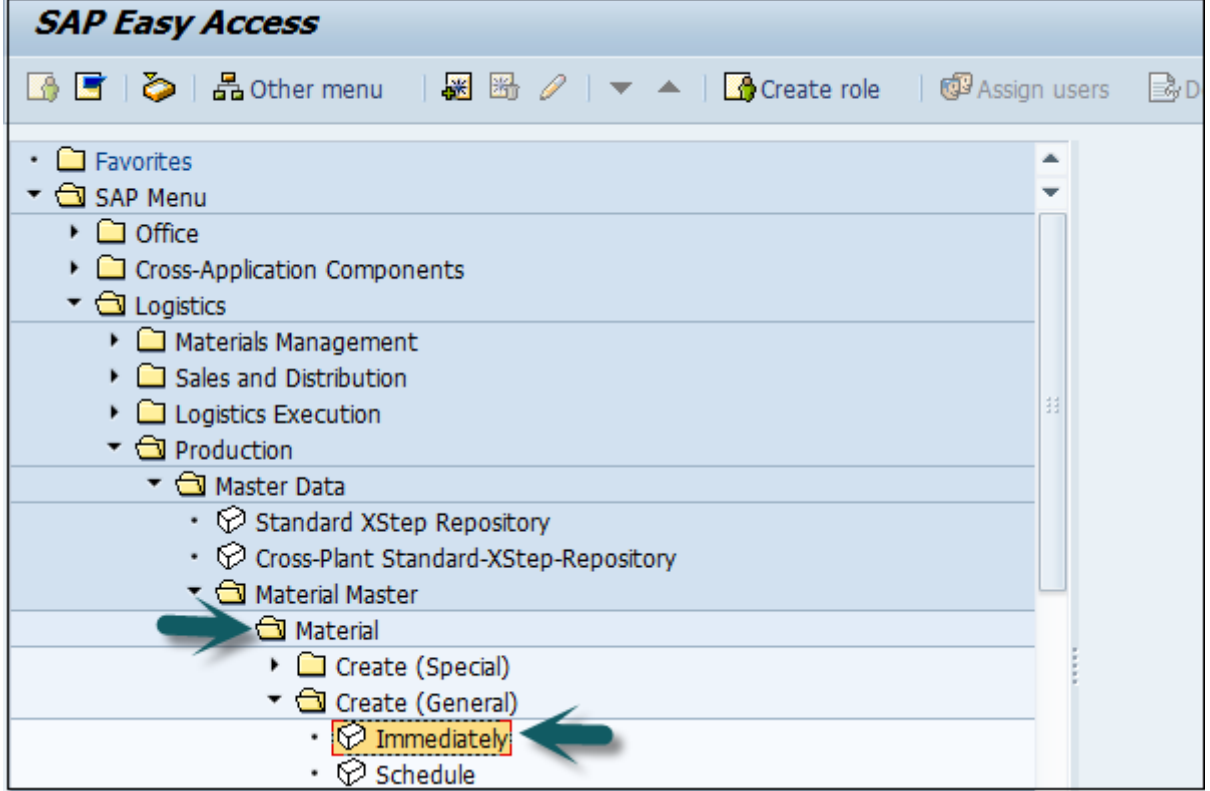 SAP Easy Access
Other menu Create role Assign users D
Favorites
SAP Menu
Office
Cross-Application Components
Logistics
Materials Management
Sales and Distribution
Logistics Execution
Production
Master Data
Standard XStep Repository
Cross-Plant Standard-XStep-Repository
Material Master
Material
Create (Special)
Create (General)
Immediately
Schedule